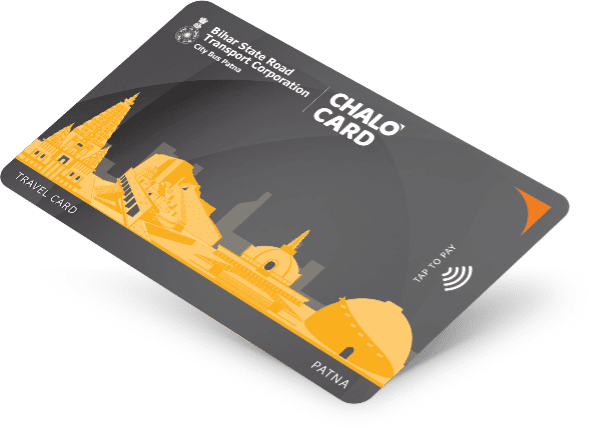 Bihar State Road
Transport Corporation
City Bus Patna
CHALO
CARD
TRAVEL CARD
TAP TO PAY
PATNA